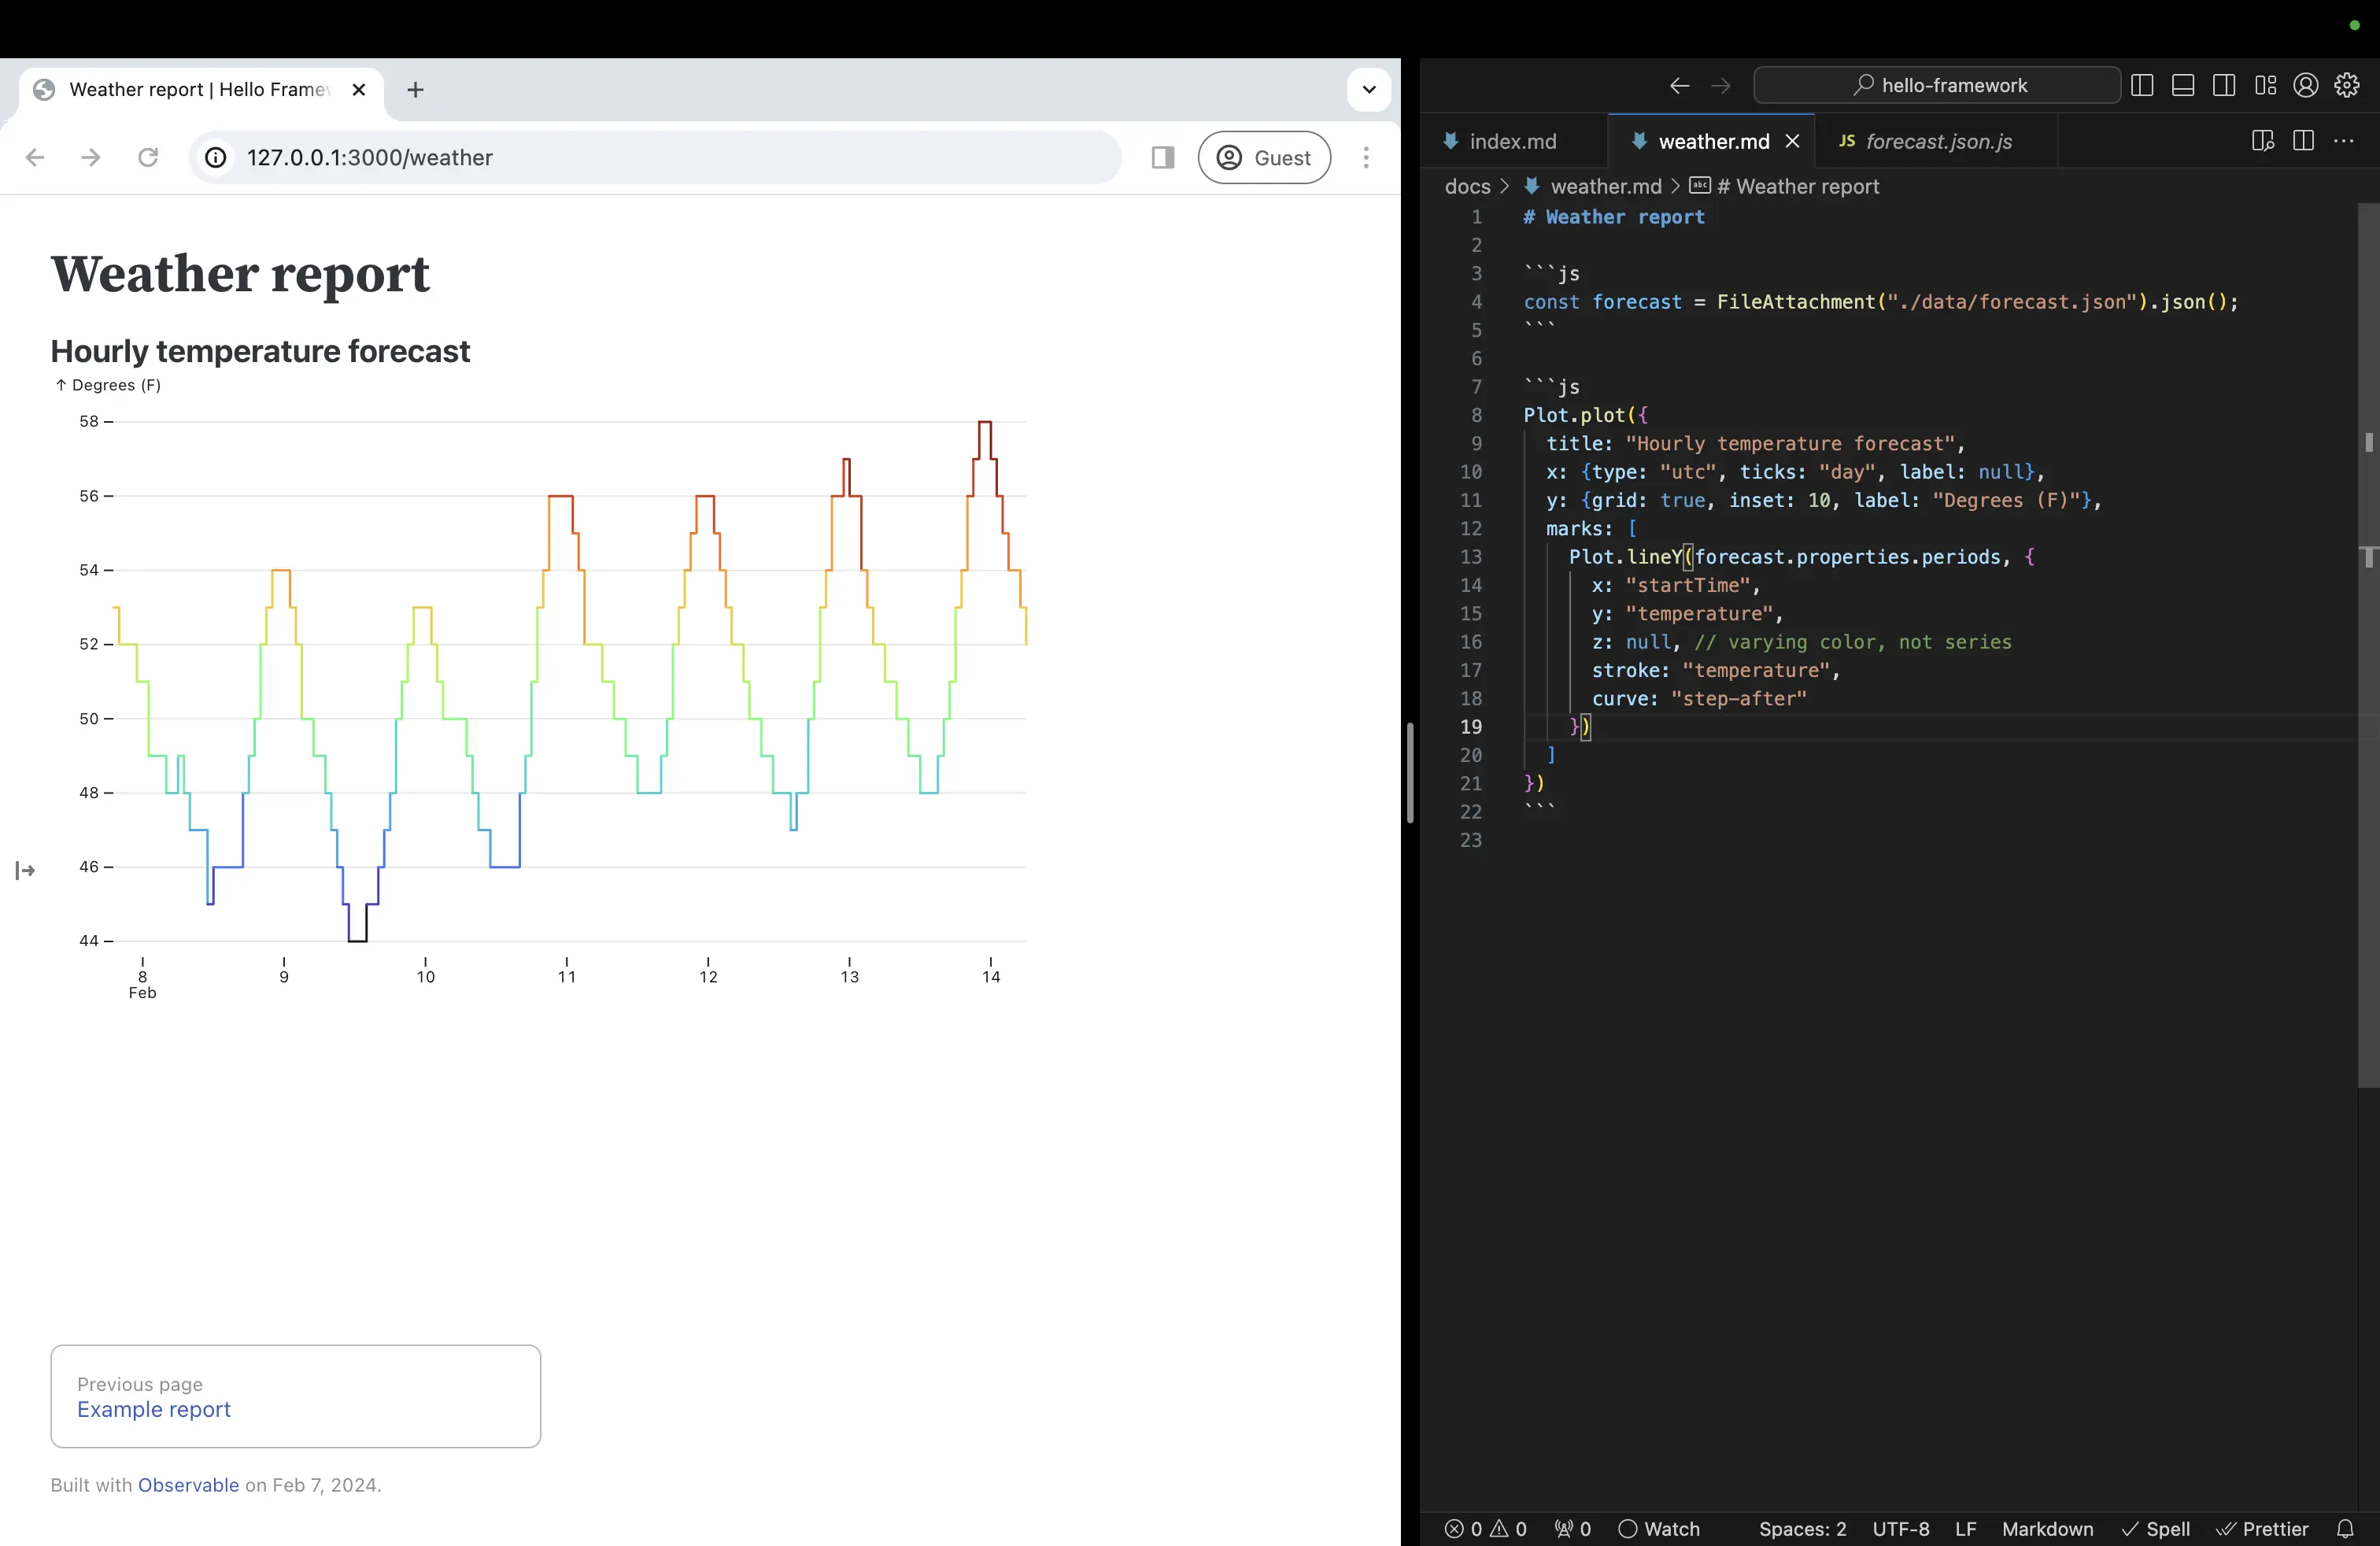 Weather report | Hello Frame
127.0.0.1:3000/weather
Guest
Weather report
Hourly temperature forecast
↑ Degrees (F)
58
56
54
52
50
48
46
44
8
9
10
11
12
13
14
Feb
Previous page
Example report
Built with Observable on Feb 7, 2024.
hello-framework
index.md
weather.md
JS forecast.json.js
docs > weather.md > abc # Weather report
1 # Weather report
2
3 ```js
4 const forecast = FileAttachment("./data/forecast.json").json();
5 ```
6
7 ```js
8 Plot.plot({
9   title: "Hourly temperature forecast",
10   x: {type: "utc", ticks: "day", label: null},
11   y: {grid: true, inset: 10, label: "Degrees (F)"},
12   marks: [
13     Plot.lineY(forecast.properties.periods, {
14       x: "startTime",
15       y: "temperature",
16       z: null, // varying color, not series
17       stroke: "temperature",
18       curve: "step-after"
19     })
20   ]
21 })
22 ```
23
0 0 0 Watch Spaces: 2 UTF-8 LF Markdown Spell Prettier